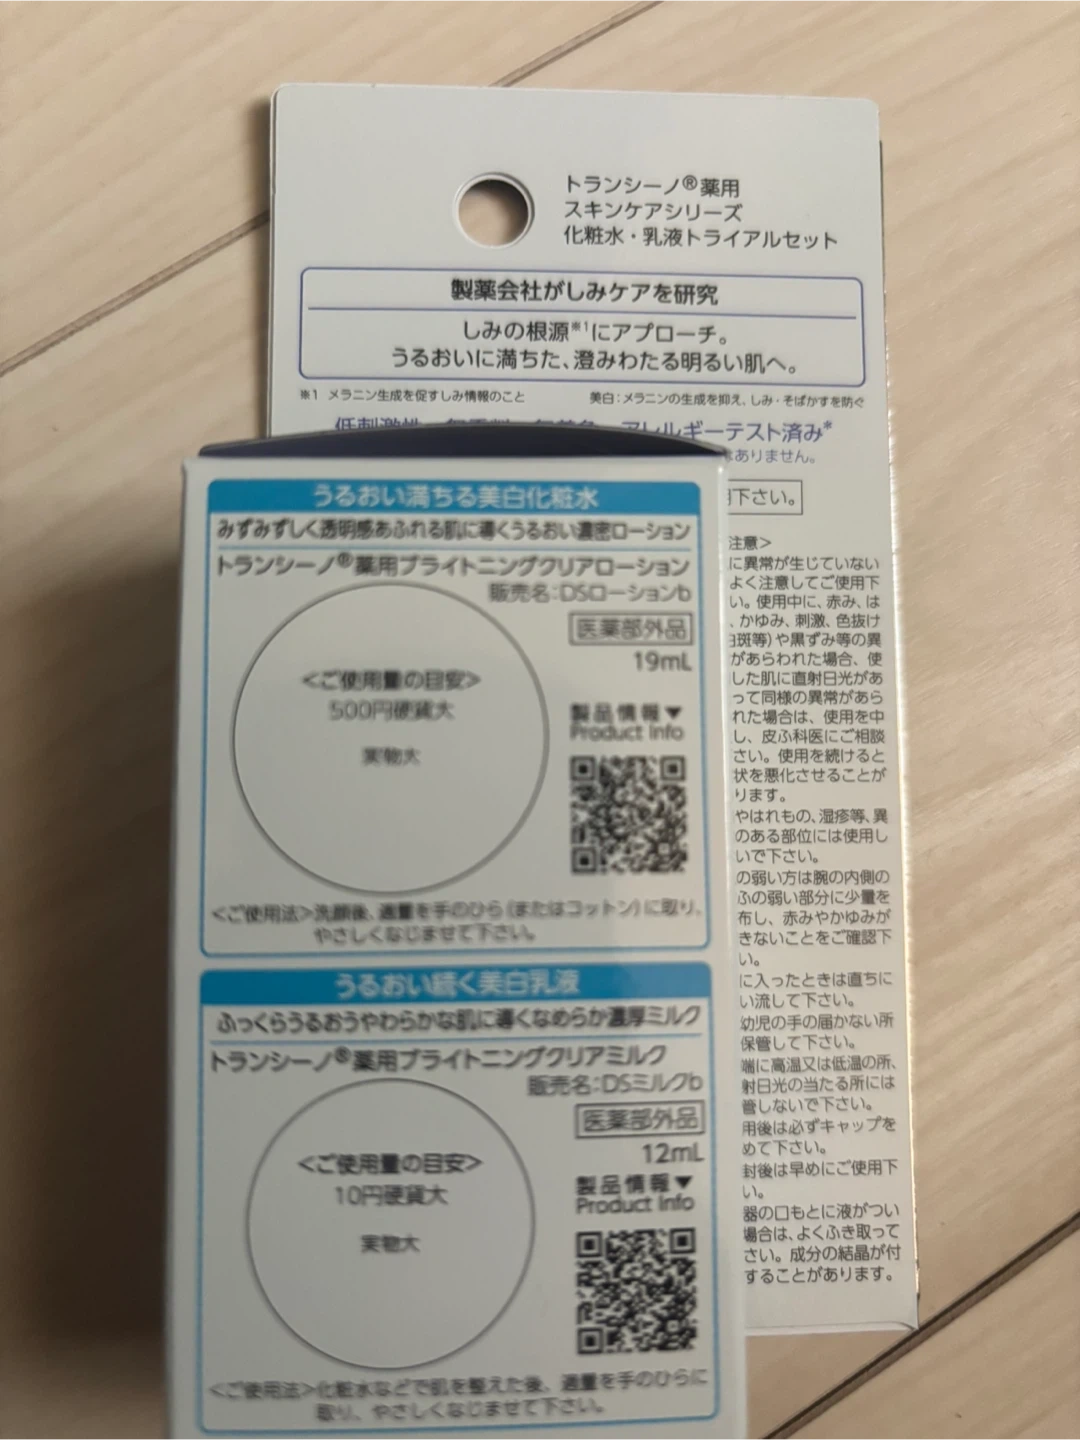 トランシーノ®薬用
スキンケアシリーズ
化粧水・乳液トライアルセット
製薬会社がしみケアを研究
しみの根源※1にアプローチ。
うるおいに満ちた、澄みわたる明るい肌へ。
※1 メラニン生成を促すしみ情報のこと
美白：メラニンの生成を抑え、しみ・そばかすを防ぐ
アレルギーテスト済み*
はありません。
下さい。
注意＞
に異常が生じていない
よく注意してご使用下
い。使用中に、赤み、は
、かゆみ、刺激、色抜け
斑等)や黒ずみ等の異
があらわれた場合、使
した肌に直射日光があ
って同様の異常があら
れた場合は、使用を中
し、皮ふ科医にご相談
さい。使用を続けると
状を悪化させることが
ります。
やはれもの、湿疹等、異
のある部位には使用し
いで下さい。
の弱い方は腕の内側の
ふの弱い部分に少量を
布し、赤みやかゆみが
きないことをご確認下
い。
に入ったときは直ちに
い流して下さい。
幼児の手の届かない所
保管して下さい。
端に高温又は低温の所、
射日光の当たる所には
管しないで下さい。
用後は必ずキャップを
めて下さい。
封後は早めにご使用下
い。
器の口もとに液がつい
場合は、よくふき取って
さい。成分の結晶が付
することがあります。
うるおい満ちる美白化粧水
みずみずしく透明感あふれる肌に導くうるおい濃密ローション
トランシーノ®薬用ブライトニングクリアローション
販売名：DSローションb
医薬部外品
19mL
＜ご使用量の目安＞
500円硬貨大
実物大
製品情報▼
Product Info
＜ご使用法＞洗顔後、適量を手のひら（またはコットン）に取り、
やさしくなじませて下さい。
うるおい続く美白乳液
ふっくらうるおうやわらかな肌に導くなめらか濃厚ミルク
トランシーノ®薬用ブライトニングクリアミルク
販売名：DSミルクb
医薬部外品
12mL
＜ご使用量の目安＞
10円硬貨大
実物大
製品情報▼
Product Info
＜ご使用法＞化粧水などで肌を整えた後、適量を手のひらに
取り、やさしくなじませて下さい。